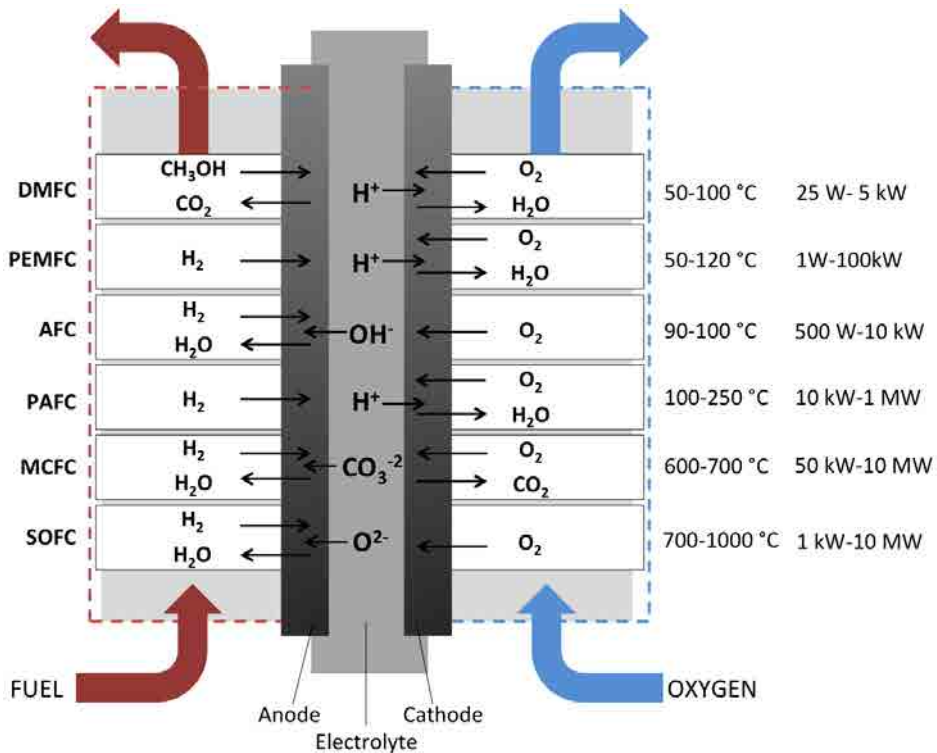 DMFC CH₃OH H⁺ O₂ 50-100 °C 25 W- 5 kW
CO₂ H₂O
PEMFC H₂ H⁺ O₂ 50-120 °C 1W-100kW
H₂O
AFC H₂ OH⁻ O₂ 90-100 °C 500 W-10 kW
H₂O
PAFC H₂ H⁺ O₂ 100-250 °C 10 kW-1 MW
H₂O
MCFC H₂ CO₃⁻² O₂ 600-700 °C 50 kW-10 MW
H₂O CO₂
SOFC H₂ O²⁻ O₂ 700-1000 °C 1 kW-10 MW
H₂O
FUEL OXYGEN
Anode Cathode
Electrolyte